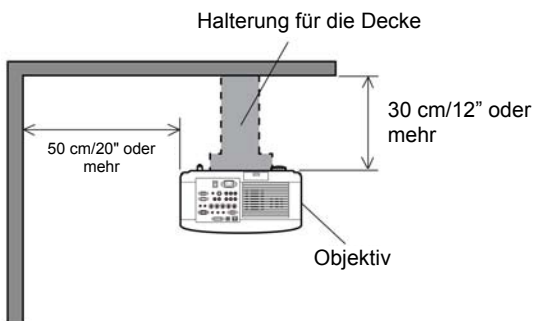 Halterung für die Decke
30 cm/12” oder
mehr
50 cm/20" oder
mehr
Objektiv